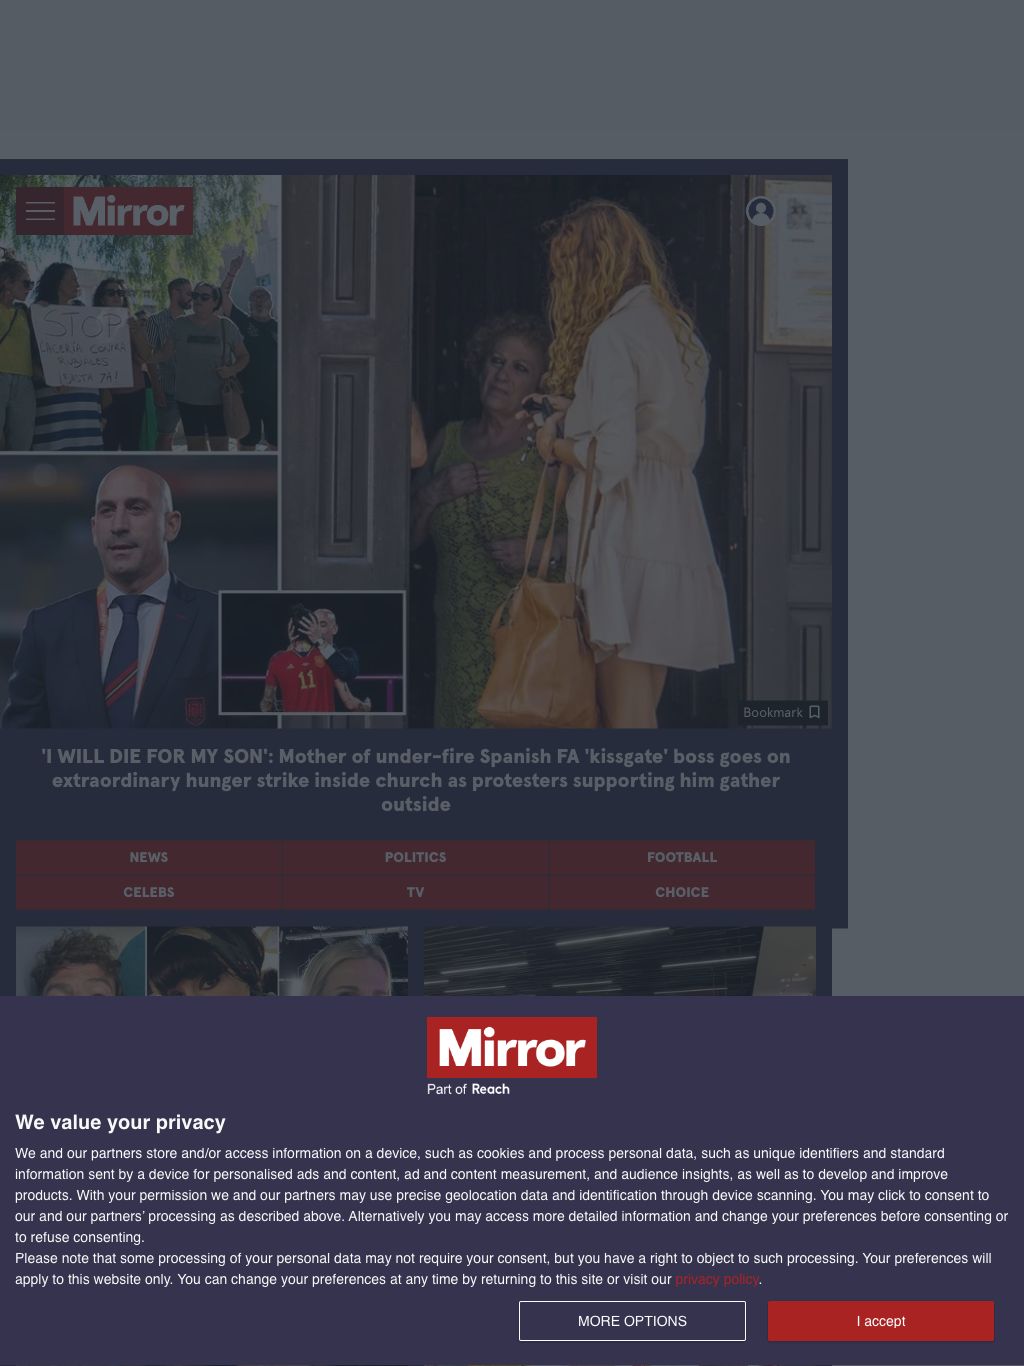 Mirror
STOP
LACERÍA CONTRA
RUBIALES
¡BASTA YA!
11
Bookmark
'I WILL DIE FOR MY SON': Mother of under-fire Spanish FA 'kissgate' boss goes on
extraordinary hunger strike inside church as protesters supporting him gather
outside
NEWS POLITICS FOOTBALL
CELEBS TV CHOICE
Mirror
Part of Reach
We value your privacy
We and our partners store and/or access information on a device, such as cookies and process personal data, such as unique identifiers and standard
information sent by a device for personalised ads and content, ad and content measurement, and audience insights, as well as to develop and improve
products. With your permission we and our partners may use precise geolocation data and identification through device scanning. You may click to consent to
our and our partners’ processing as described above. Alternatively you may access more detailed information and change your preferences before consenting or
to refuse consenting.
Please note that some processing of your personal data may not require your consent, but you have a right to object to such processing. Your preferences will
apply to this website only. You can change your preferences at any time by returning to this site or visit our privacy policy.
MORE OPTIONS I accept